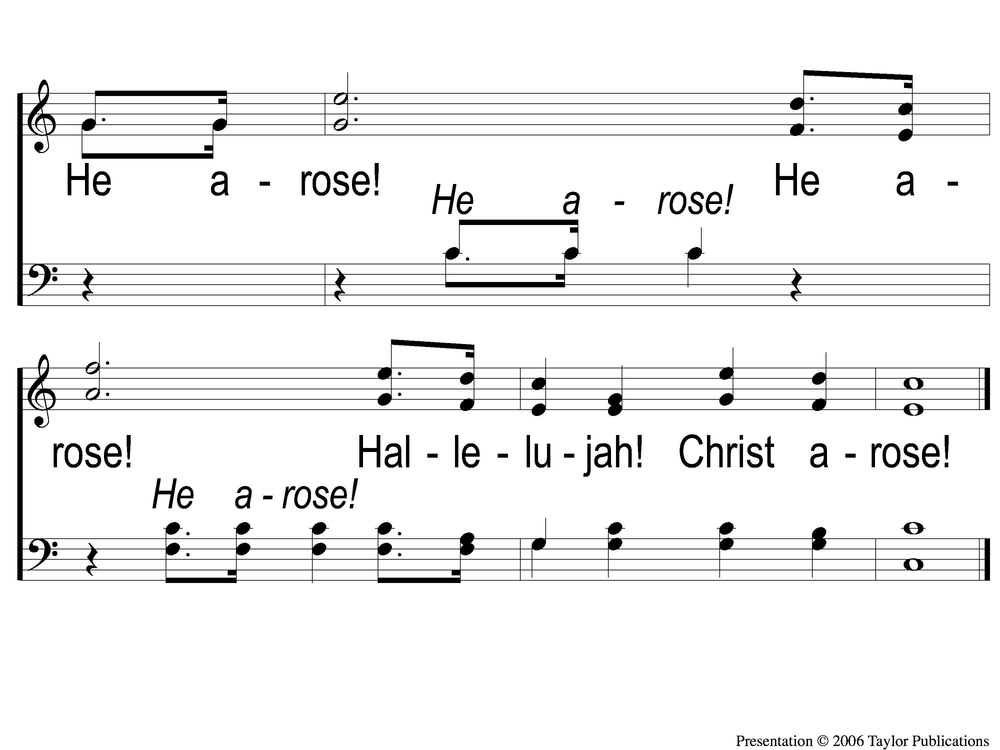 He a - rose! He a -
He a - rose!
rose! Hal - le - lu - jah! Christ a - rose!
He a - rose!
Presentation © 2006 Taylor Publications